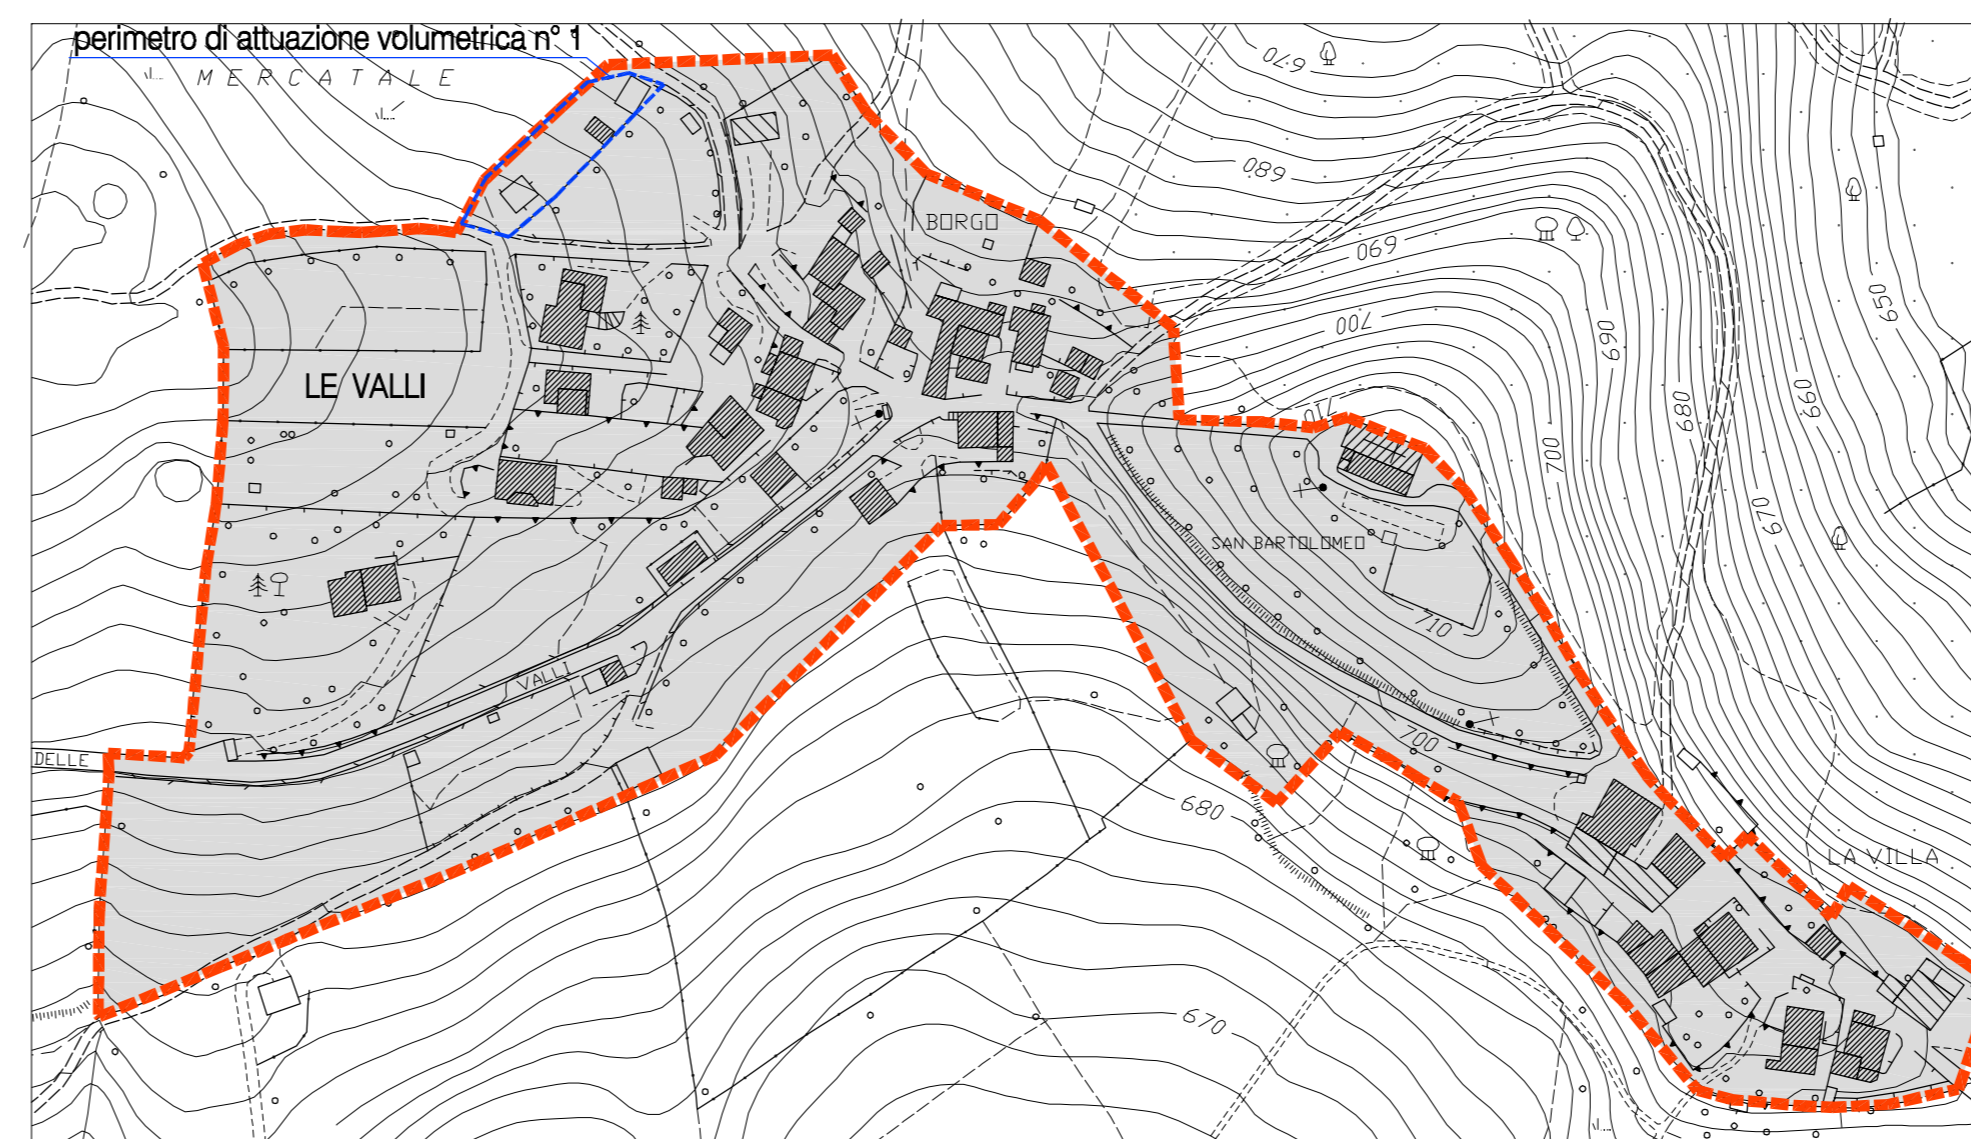 perimetro di attuazione volumetrica n° 1
MERCATALE
670
680
BORGO
690
650
700
690
LE VALLI
680
660
710
700
670
SAN BARTOLOMEO
710
VALLI
700
DELLE
680
LA VILLA
670